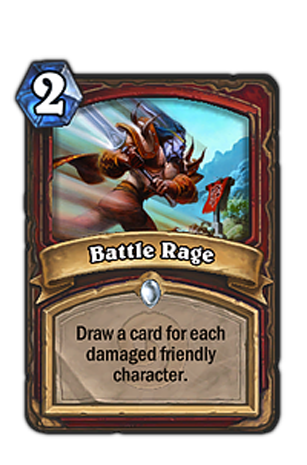 2
Battle Rage
Draw a card for each
damaged friendly
character.